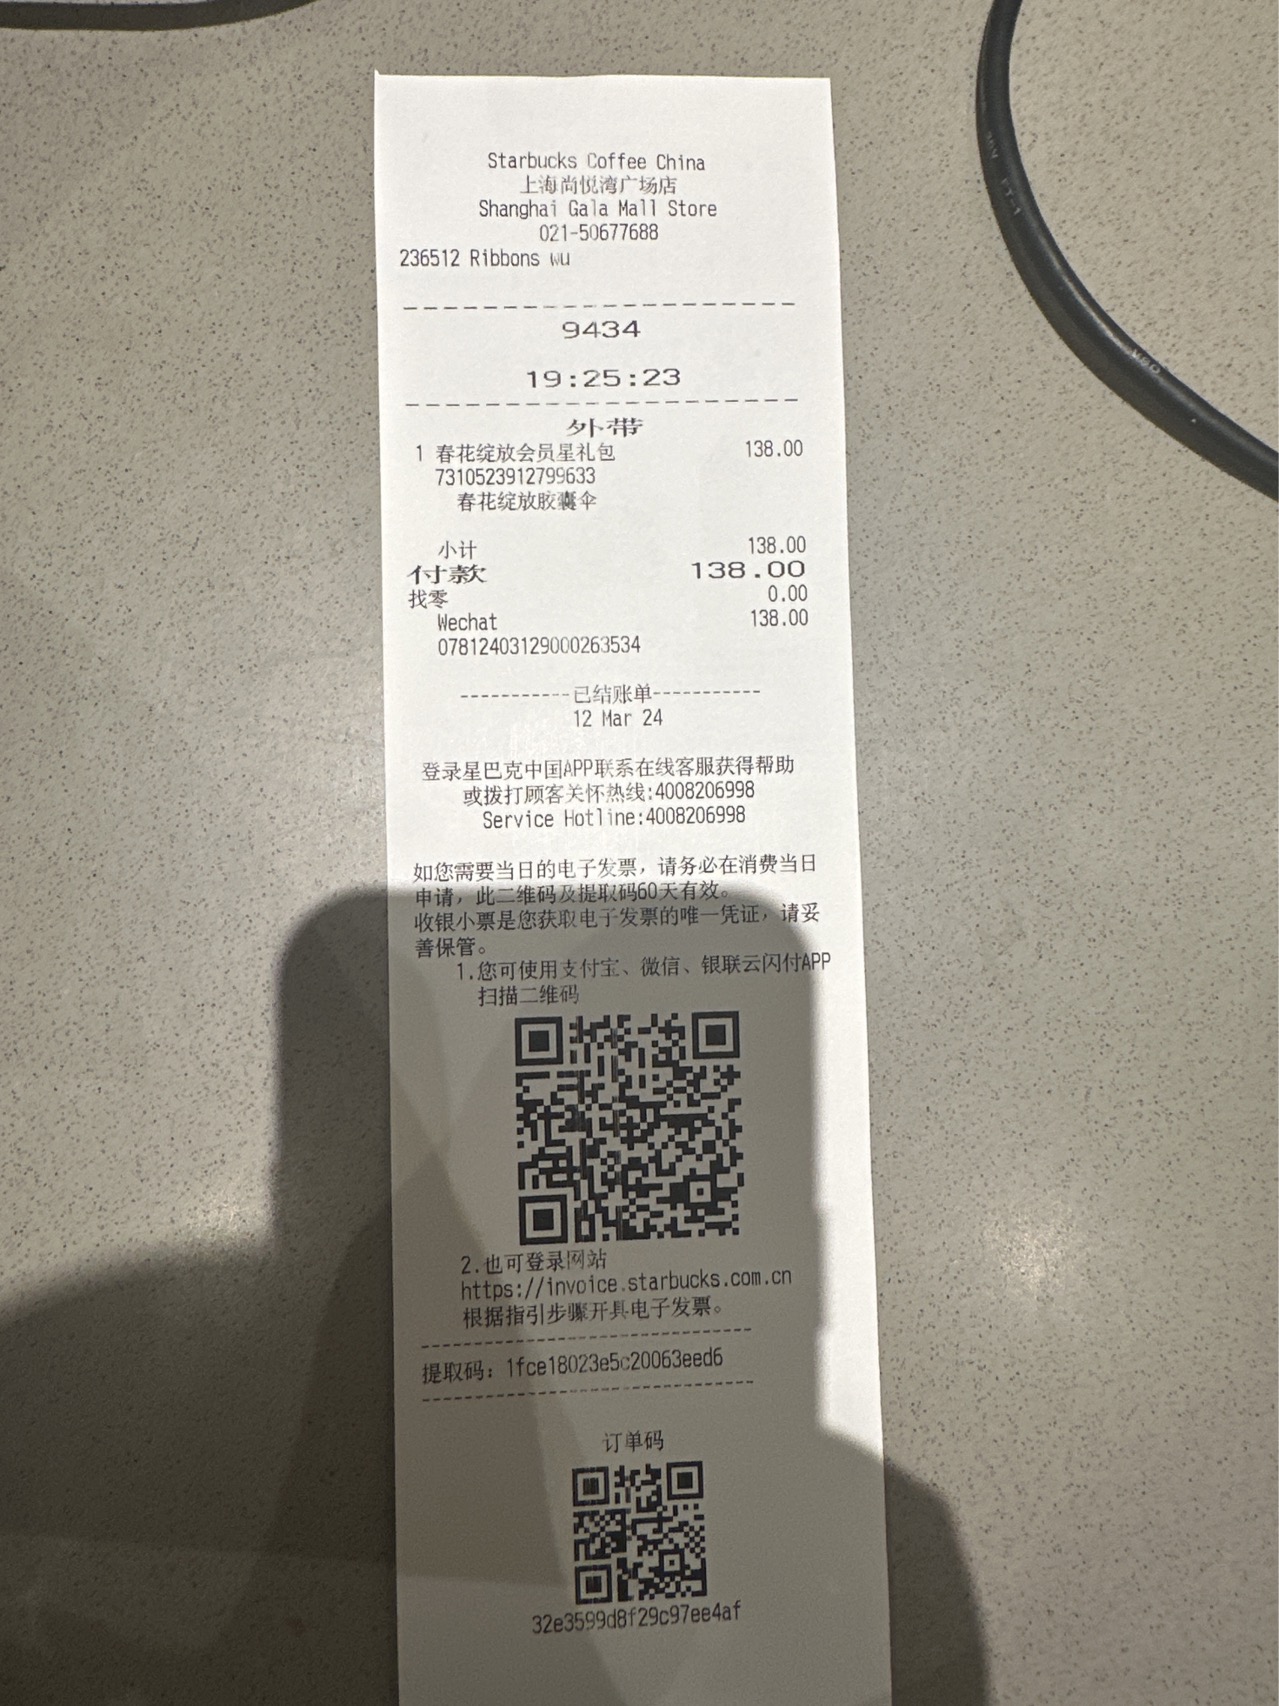 Starbucks Coffee China
上海尚悦湾广场店
Shanghai Gala Mall Store
021-50677688
236512 Ribbons wu
9434
19:25:23
外带
1 春花绽放会员星礼包 138.00
7310523912799633
春花绽放胶囊伞
小计 138.00
付款 138.00
找零 0.00
Wechat 138.00
07812403129000263534
-----------已结账单-----------
12 Mar 24
登录星巴克中国APP联系在线客服获得帮助
或拨打顾客关怀热线:4008206998
Service Hotline:4008206998
如您需要当日的电子发票，请务必在消费当日
申请，此二维码及提取码60天有效。
收银小票是您获取电子发票的唯一凭证，请妥
善保管。
1.您可使用支付宝、微信、银联云闪付APP
扫描二维码
2.也可登录网站
https://invoice.starbucks.com.cn
根据指引步骤开具电子发票。
提取码: 1fce18023e5c20063eed6
订单码
32e3599d8f29c97ee4af